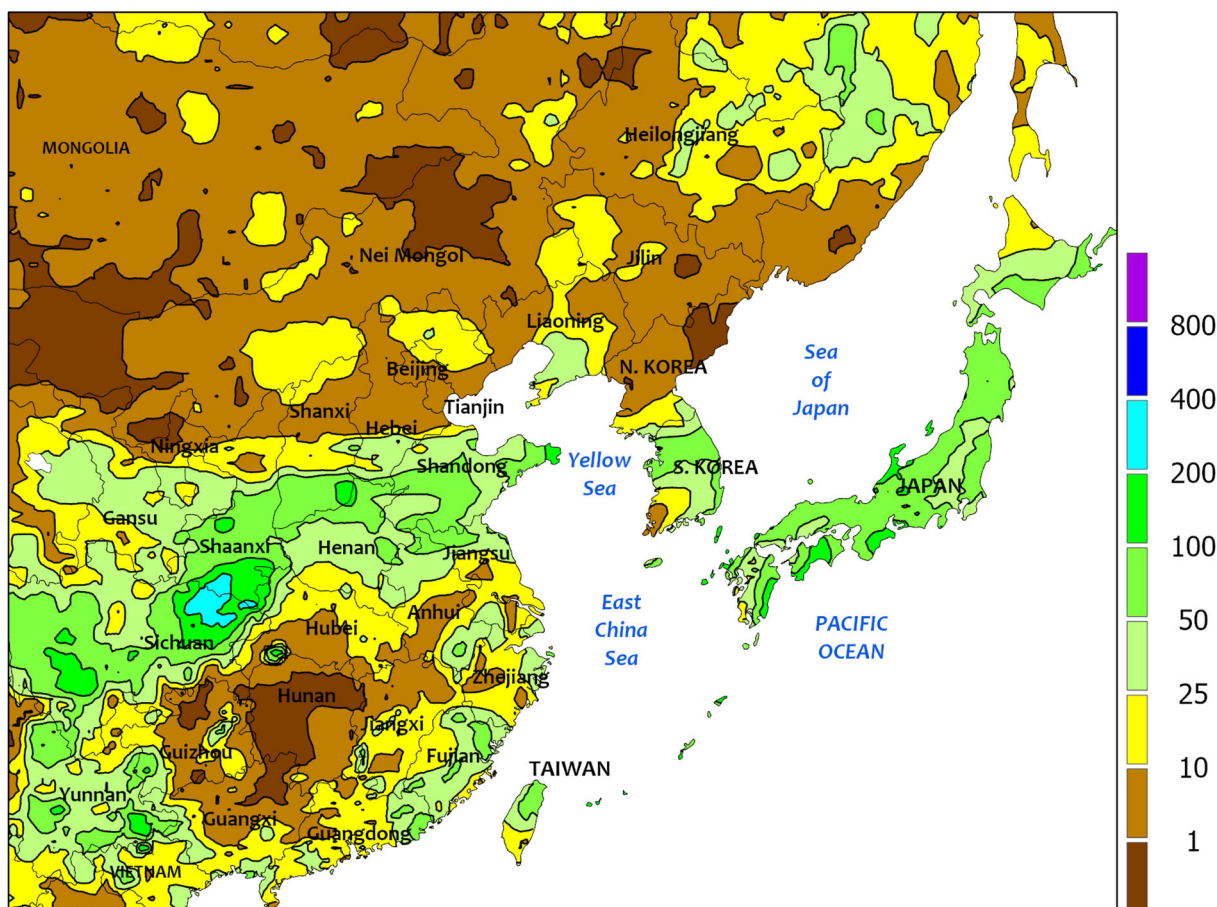 Heilongjiang
MONGOLIA
Nei Mongol
Jilin
Liaoning
Beijing
N. KOREA
Sea
of
Japan
Shanxi
Tianjin
Hebei
Ningxia
Shandong
Yellow
Sea
S. KOREA
JAPAN
Gansu
Shaanxi
Henan
Jiangsu
East
China
Sea
Anhui
Hubei
Sichuan
PACIFIC
OCEAN
Zhejiang
Hunan
Jiangxi
Guizhou
Fujian
TAIWAN
Yunnan
Guangxi
Guangdong
VIETNAM
800
400
200
100
50
25
10
1